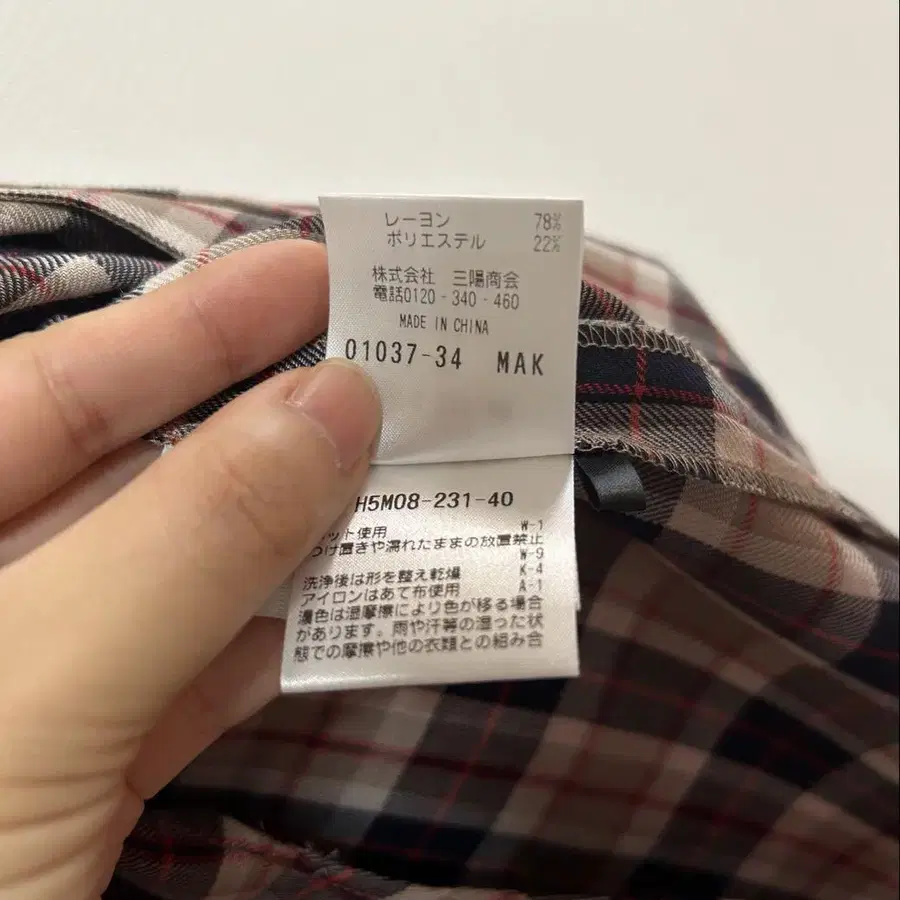 レーヨン 78%
ポリエステル 22%
株式会社 三陽商会
電話0120-340-460
MADE IN CHINA
01037-34 MAK
H5M08-231-40
ット使用 W-1
つけ置きや濡れたままの放置禁止
W-9
洗浄後は形を整え乾燥 K-4
アイロンはあて布使用 A-1
濃色は湿摩擦により色が移る場合
があります。雨や汗等の湿った状
態での摩擦や他の衣類との組み合